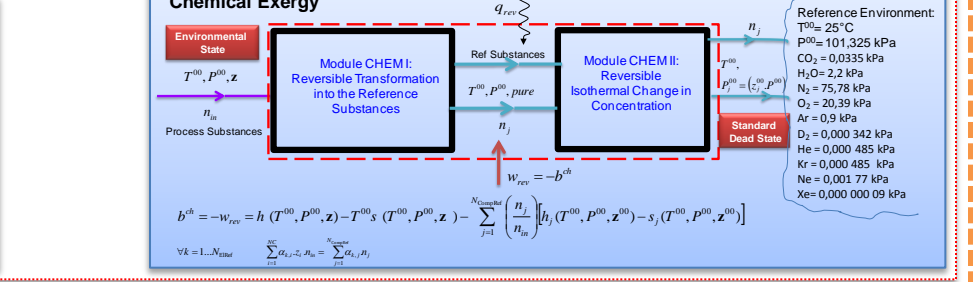 Chemical Exergy
q_rev
Environmental
State
T⁰⁰, P⁰⁰, z
n_in
Process Substances
Module CHEM I:
Reversible Transformation
into the Reference
Substances
Ref Substances
T⁰⁰, P⁰⁰, pure
n_j
Module CHEM II:
Reversible
Isothermal Change in
Concentration
n_j
T⁰⁰,
P_j⁰⁰ = (z_j⁰⁰.P⁰⁰)
Standard
Dead State
w_rev = −b^ch
Reference Environment:
T⁰⁰= 25°C
P⁰⁰= 101,325 kPa
CO₂ = 0,0335 kPa
H₂O= 2,2 kPa
N₂ = 75,78 kPa
O₂ = 20,39 kPa
Ar = 0,9 kPa
D₂ = 0,000 342 kPa
He = 0,000 485 kPa
Kr = 0,000 485 kPa
Ne = 0,001 77 kPa
Xe= 0,000 000 09 kPa
b^ch = −w_rev = h (T⁰⁰, P⁰⁰, z) − T⁰⁰s (T⁰⁰, P⁰⁰, z ) − ∑_{j=1}^{N_CompRef} (n_j/n_in)[h_j(T⁰⁰, P⁰⁰, z⁰⁰) − s_j(T⁰⁰, P⁰⁰, z⁰⁰)]
∀k = 1...N_ElRef ∑_{i=1}^{NC} α_{k,i}.z_i .n_in = ∑_{j=1}^{N_CompRef} α_{k,j} n_j